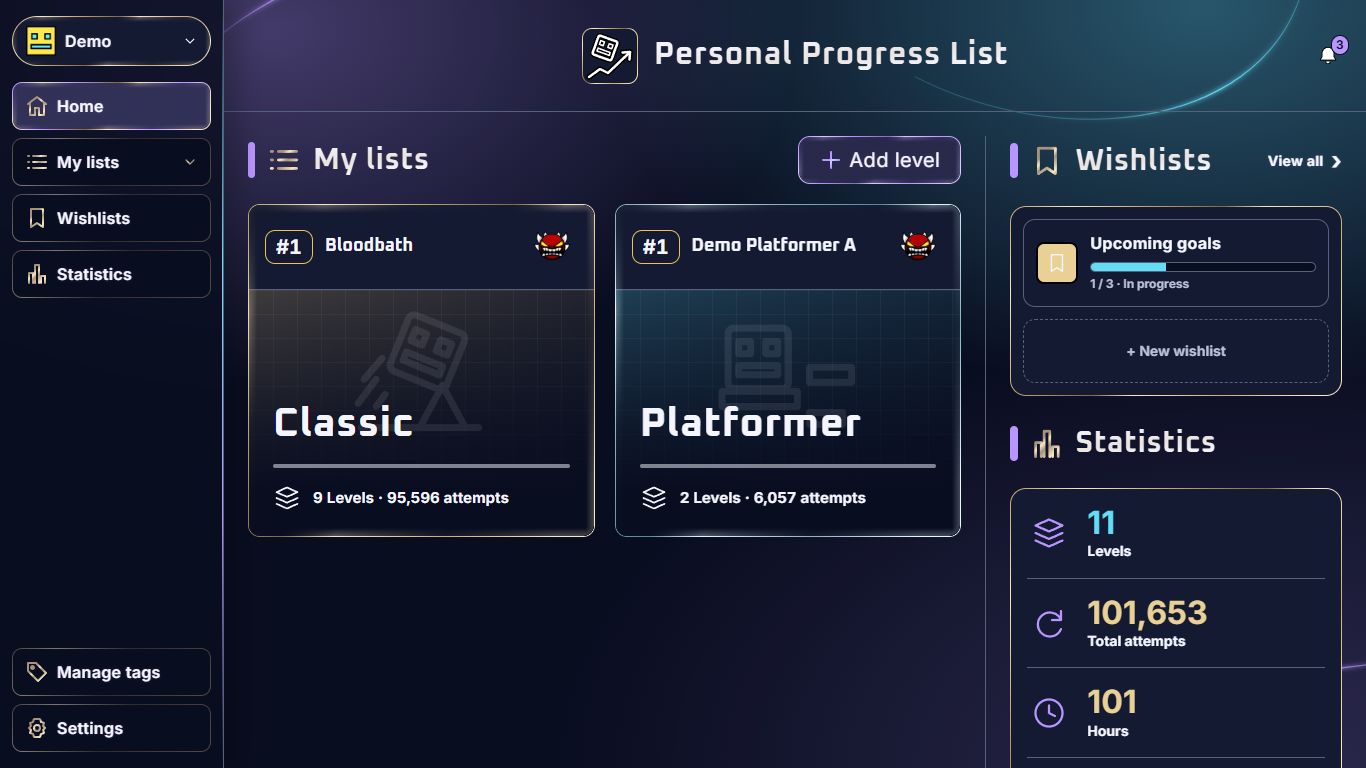 Demo
Home
My lists
Wishlists
Statistics
Manage tags
Settings
Personal Progress List
3
My lists
+ Add level
#1 Bloodbath
Classic
9 Levels · 95,596 attempts
#1 Demo Platformer A
Platformer
2 Levels · 6,057 attempts
Wishlists
View all
Upcoming goals
1 / 3 · In progress
+ New wishlist
Statistics
11
Levels
101,653
Total attempts
101
Hours